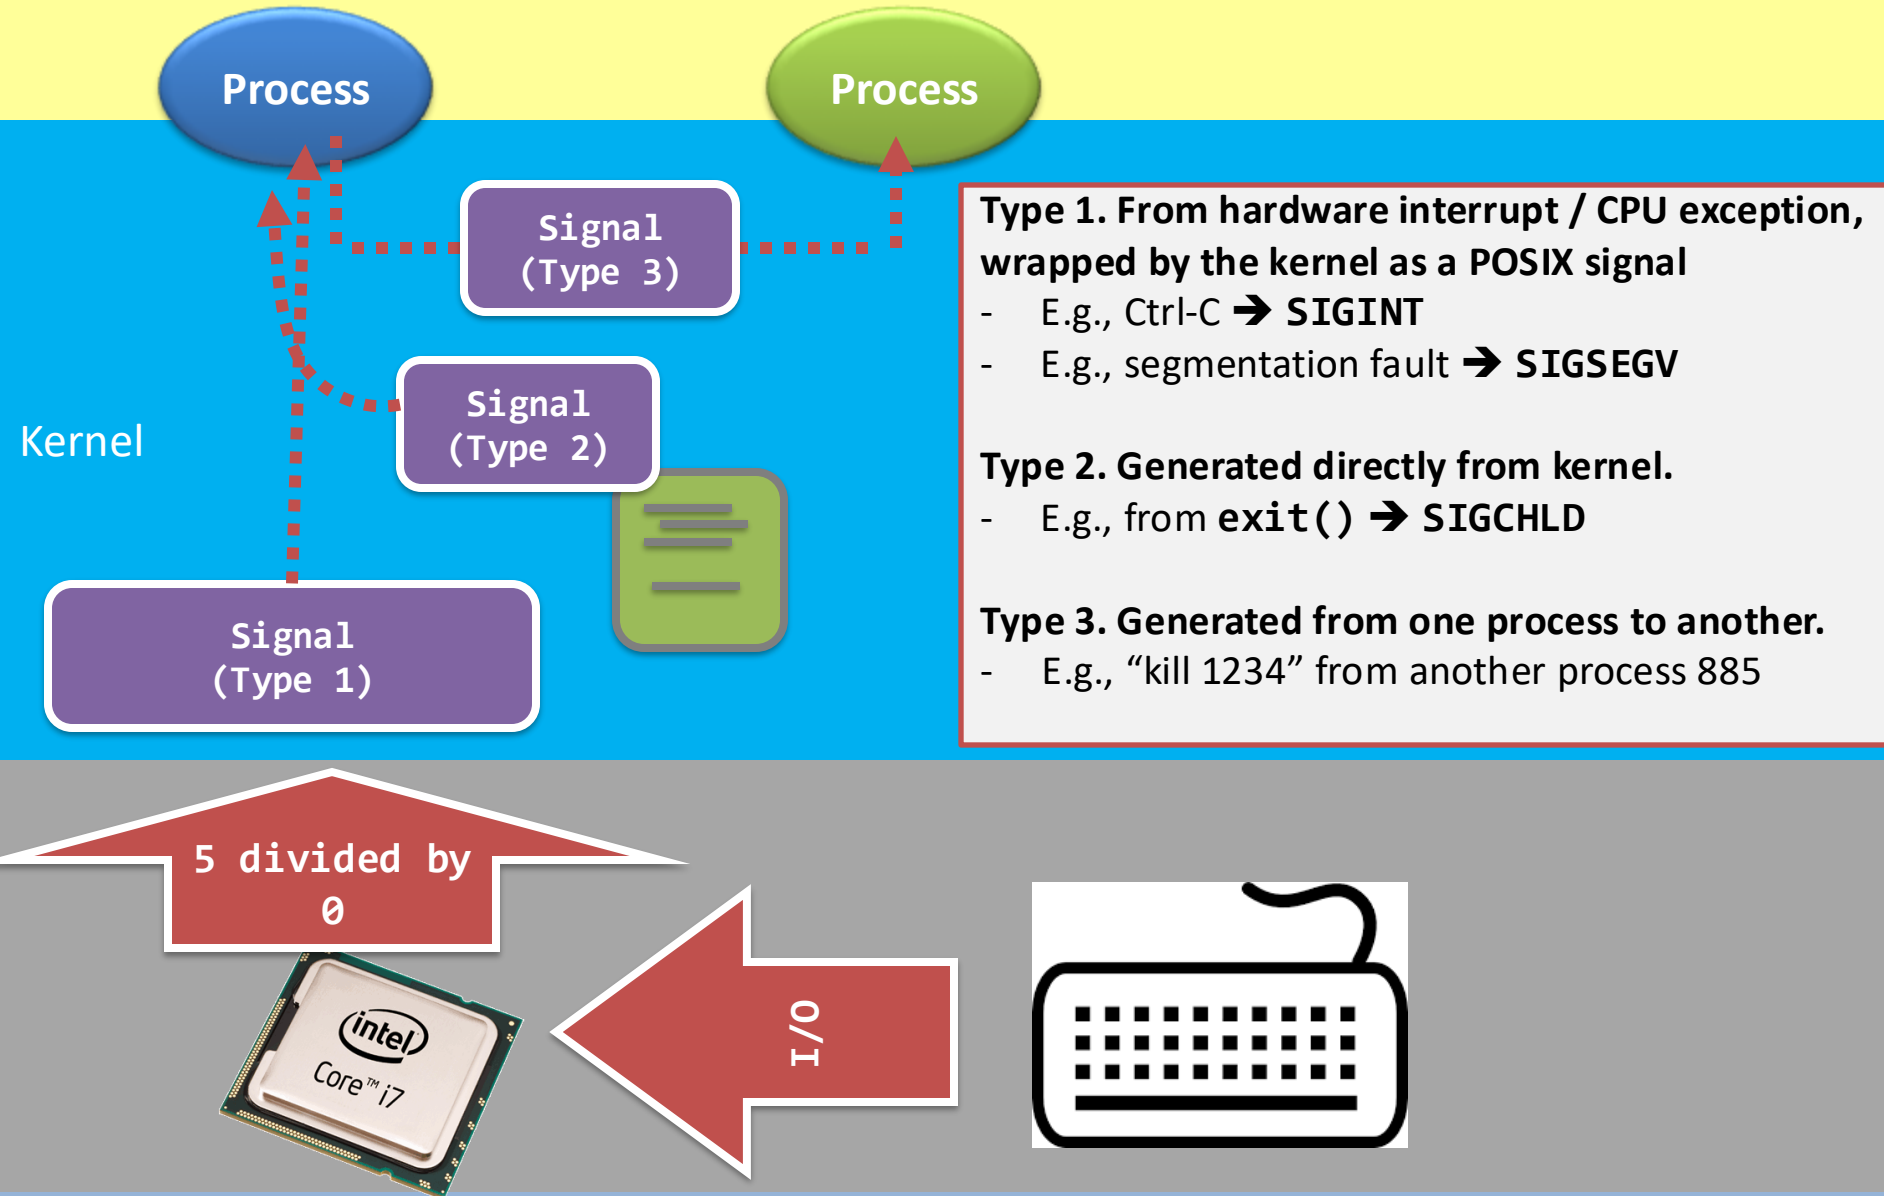 Process
Process
Signal
(Type 3)
Signal
(Type 2)
Kernel
Signal
(Type 1)
Type 1. From hardware interrupt / CPU exception,
wrapped by the kernel as a POSIX signal
- E.g., Ctrl-C ➔ SIGINT
- E.g., segmentation fault ➔ SIGSEGV
Type 2. Generated directly from kernel.
- E.g., from exit() ➔ SIGCHLD
Type 3. Generated from one process to another.
- E.g., “kill 1234” from another process 885
5 divided by
0
I/O
intel
Core™ i7